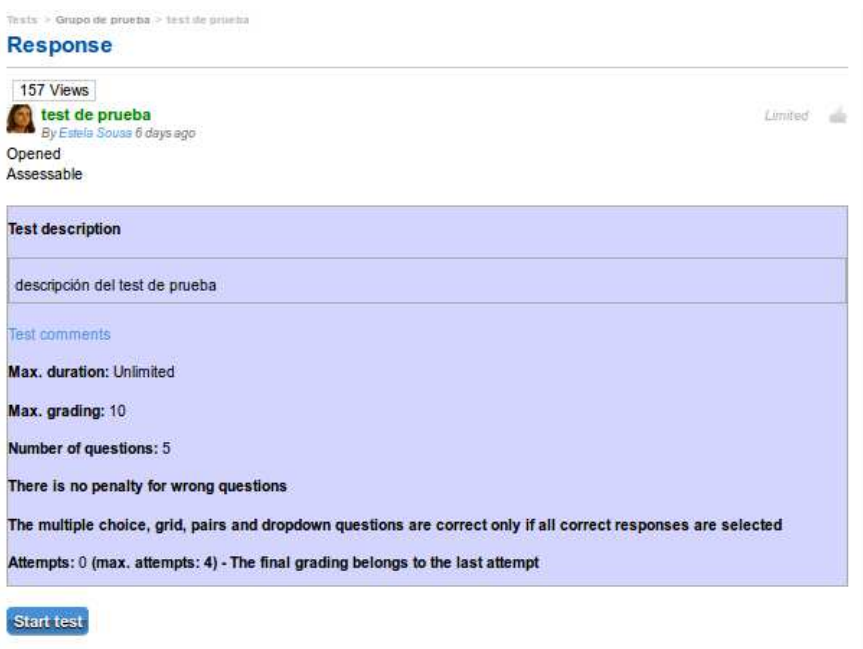 Tests > Grupo de prueba > test de prueba
Response
157 Views
test de prueba
Limited
By Estela Sousa 6 days ago
Opened
Assessable
Test description
descripción del test de prueba
Test comments
Max. duration: Unlimited
Max. grading: 10
Number of questions: 5
There is no penalty for wrong questions
The multiple choice, grid, pairs and dropdown questions are correct only if all correct responses are selected
Attempts: 0 (max. attempts: 4) - The final grading belongs to the last attempt
Start test